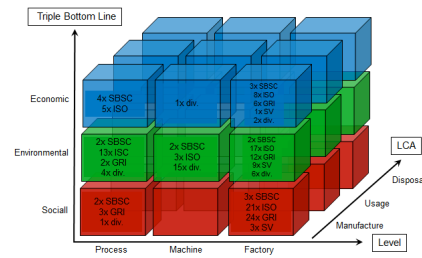 Triple Bottom Line
Economic
4x SBSC
5x ISO
1x div.
3x SBSC
8x ISO
6x GRI
1x SV
2x div.
Environmental
2x SBSC
13x ISC
2x GRI
4x div.
2x SBSC
3x ISO
15x div.
2x SBSC
17x ISO
12x GRI
9x SV
6x div.
LCA
Disposa
Usage
Manufacture
Sociall
2x SBSC
3x GRI
1x div.
3x SBSC
21x ISO
24x GRI
3x SV
Level
Process
Machine
Factory